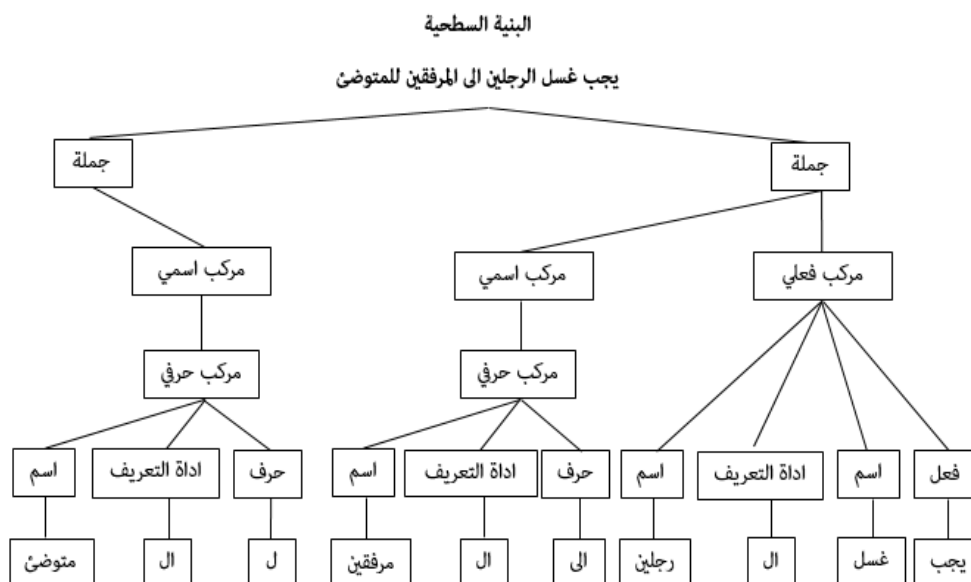 البنية السطحية
يجب غسل الرجلين الى المرفقين للمتوضئ
جملة جملة
مركب فعلي مركب اسمي مركب اسمي
مركب حرفي مركب حرفي
فعل اسم اداة التعريف اسم حرف اداة التعريف اسم حرف اداة التعريف اسم
يجب غسل ال رجلين الى ال مرفقين ل ال متوضئ